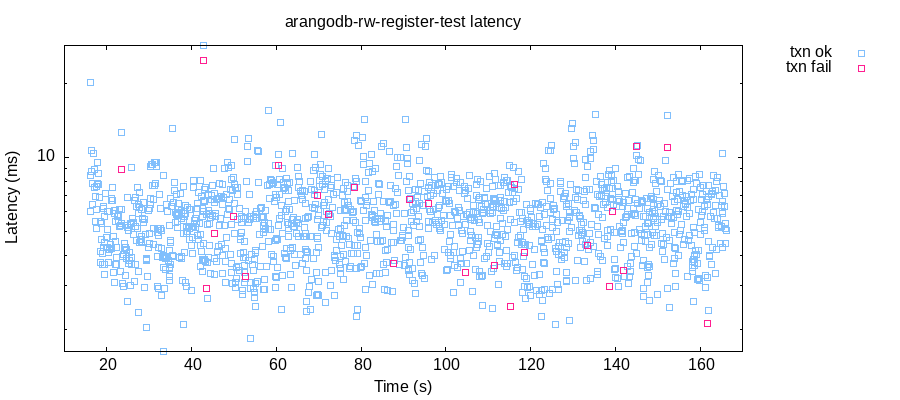 arangodb-rw-register-test latency
txn ok
txn fail
10
Latency (ms)
20 40 60 80 100 120 140 160
Time (s)